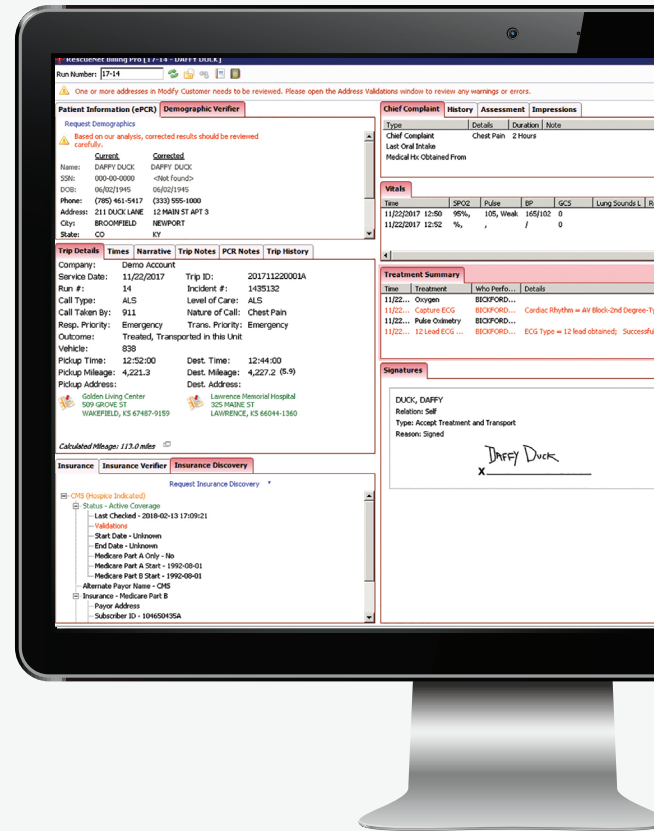 RescueNet Billing Pro [17-14 - DAFFY DUCK]
Run Number: 17-14
One or more addresses in Modify Customer needs to be reviewed. Please open the Address Validations window to review any warnings or errors.
Patient Information (ePCR) Demographic Verifier
Request Demographics
Based on our analysis, corrected results should be reviewed
carefully.
Current Corrected
Name: DAFFY DUCK DAFFY DUCK
SSN: 000-00-0000 <Not found>
DOB: 06/02/1945 06/02/1945
Phone: (785) 461-5417 (333) 555-1000
Address: 211 DUCK LANE 12 MAIN ST APT 3
City: BROOMFIELD NEWPORT
State: CO KY
Trip Details Times Narrative Trip Notes PCR Notes Trip History
Company: Demo Account
Service Date: 11/22/2017 Trip ID: 201711220001A
Run #: 14 Incident #: 1435132
Call Type: ALS Level of Care: ALS
Call Taken By: 911 Nature of Call: Chest Pain
Resp. Priority: Emergency Trans. Priority: Emergency
Outcome: Treated, Transported in this Unit
Vehicle: 838
Pickup Time: 12:52:00 Dest. Time: 12:44:00
Pickup Mileage: 4,221.3 Dest. Mileage: 4,227.2 (5.9)
Pickup Address: Dest. Address:
Golden Living Center Lawrence Memorial Hospital
509 GROVE ST 325 MAINE ST
WAKEFIELD, KS 67487-9159 LAWRENCE, KS 66044-1360
Calculated Mileage: 113.0 miles
Insurance Insurance Verifier Insurance Discovery
Request Insurance Discovery
CMS (Hospice Indicated)
Status - Active Coverage
Last Checked - 2018-02-13 17:09:21
Validations
Start Date - Unknown
End Date - Unknown
Medicare Part A Only - No
Medicare Part A Start - 1992-08-01
Medicare Part B Start - 1992-08-01
Alternate Payor Name - CMS
Insurance - Medicare Part B
Payor Address
Subscriber ID - 104650435A
Chief Complaint History Assessment Impressions
Type Details Duration Note
Chief Complaint Chest Pain 2 Hours
Last Oral Intake
Medical Hx Obtained From
Vitals
Time SPO2 Pulse BP GCS Lung Sounds L R
11/22/2017 12:50 95%, 105, Weak 165/102 0
11/22/2017 12:52 %, , / 0
Treatment Summary
Time Treatment Who Perfo... Details
11/22... Oxygen BICKFORD...
11/22... Capture ECG BICKFORD... Cardiac Rhythm = AV Block-2nd Degree-Ty
11/22... Pulse Oximetry BICKFORD...
11/22... 12 Lead ECG ... BICKFORD... ECG Type = 12 lead obtained; Successful
Signatures
DUCK, DAFFY
Relation: Self
Type: Accept Treatment and Transport
Reason: Signed
DAFFY DUCK
X